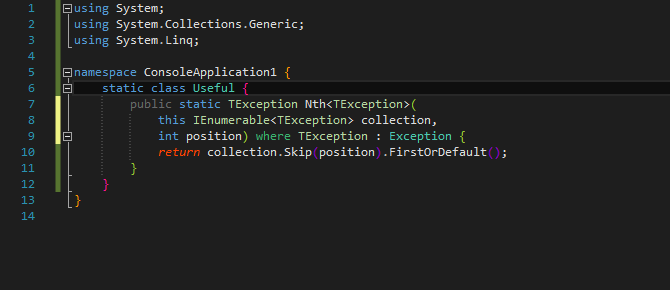 1 using System;
2 using System.Collections.Generic;
3 using System.Linq;
4
5 namespace ConsoleApplication1 {
6 static class Useful {
7 public static TException Nth<TException>(
8 this IEnumerable<TException> collection,
9 int position) where TException : Exception {
10 return collection.Skip(position).FirstOrDefault();
11 }
12 }
13 }
14